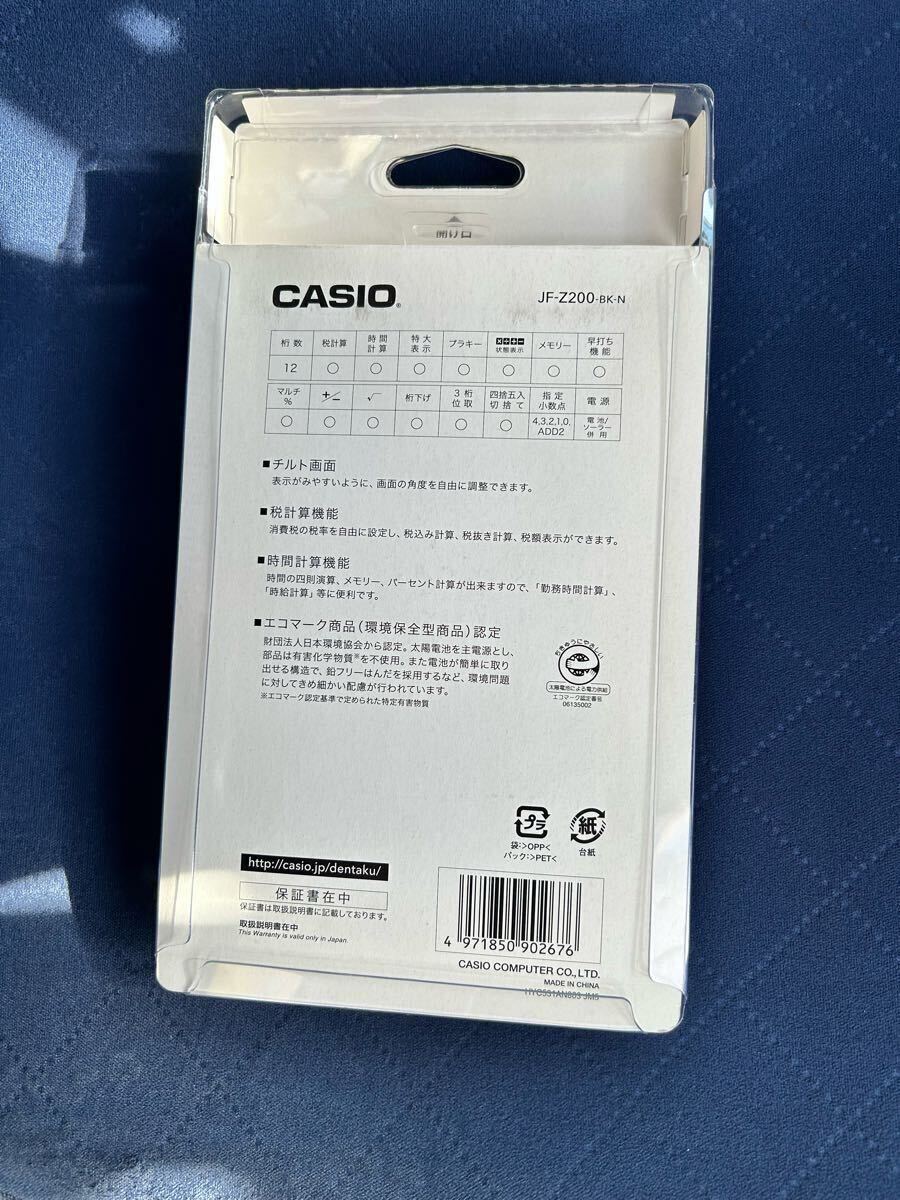 開け口
CASIO®
JF-Z200-BK-N
桁数 税計算 時間計算 特大表示 プラキー ×÷+−状態表示 メモリー 早打ち機能
12 ○ ○ ○ ○ ○ ○ ○
マルチ% +/− √ 桁下げ 3桁位取 四捨五入切捨て 指定小数点 電源
○ ○ ○ ○ ○ ○ 4,3,2,1,0,ADD2 電池/ソーラー併用
■チルト画面
表示がみやすいように、画面の角度を自由に調整できます。
■税計算機能
消費税の税率を自由に設定し、税込み計算、税抜き計算、税額表示ができます。
■時間計算機能
時間の四則演算、メモリー、パーセント計算が出来ますので、「勤務時間計算」、
「時給計算」等に便利です。
■エコマーク商品(環境保全型商品)認定
財団法人日本環境協会から認定。太陽電池を主電源とし、
部品は有害化学物質※を不使用。また電池が簡単に取り
出せる構造で、鉛フリーはんだを採用するなど、環境問題
に対してきめ細かい配慮が行われています。
※エコマーク認定基準で定められた特定有害物質
ちきゅうにやさしい
太陽電池による電力供給
エコマーク認定番号
06135002
プラ
袋:>OPP<
パック:>PET<
紙
台紙
http://casio.jp/dentaku/
保証書在中
保証書は取扱説明書に記載しております。
取扱説明書在中
This Warranty is valid only in Japan.
4 971850 902676
CASIO COMPUTER CO.,LTD.
MADE IN CHINA